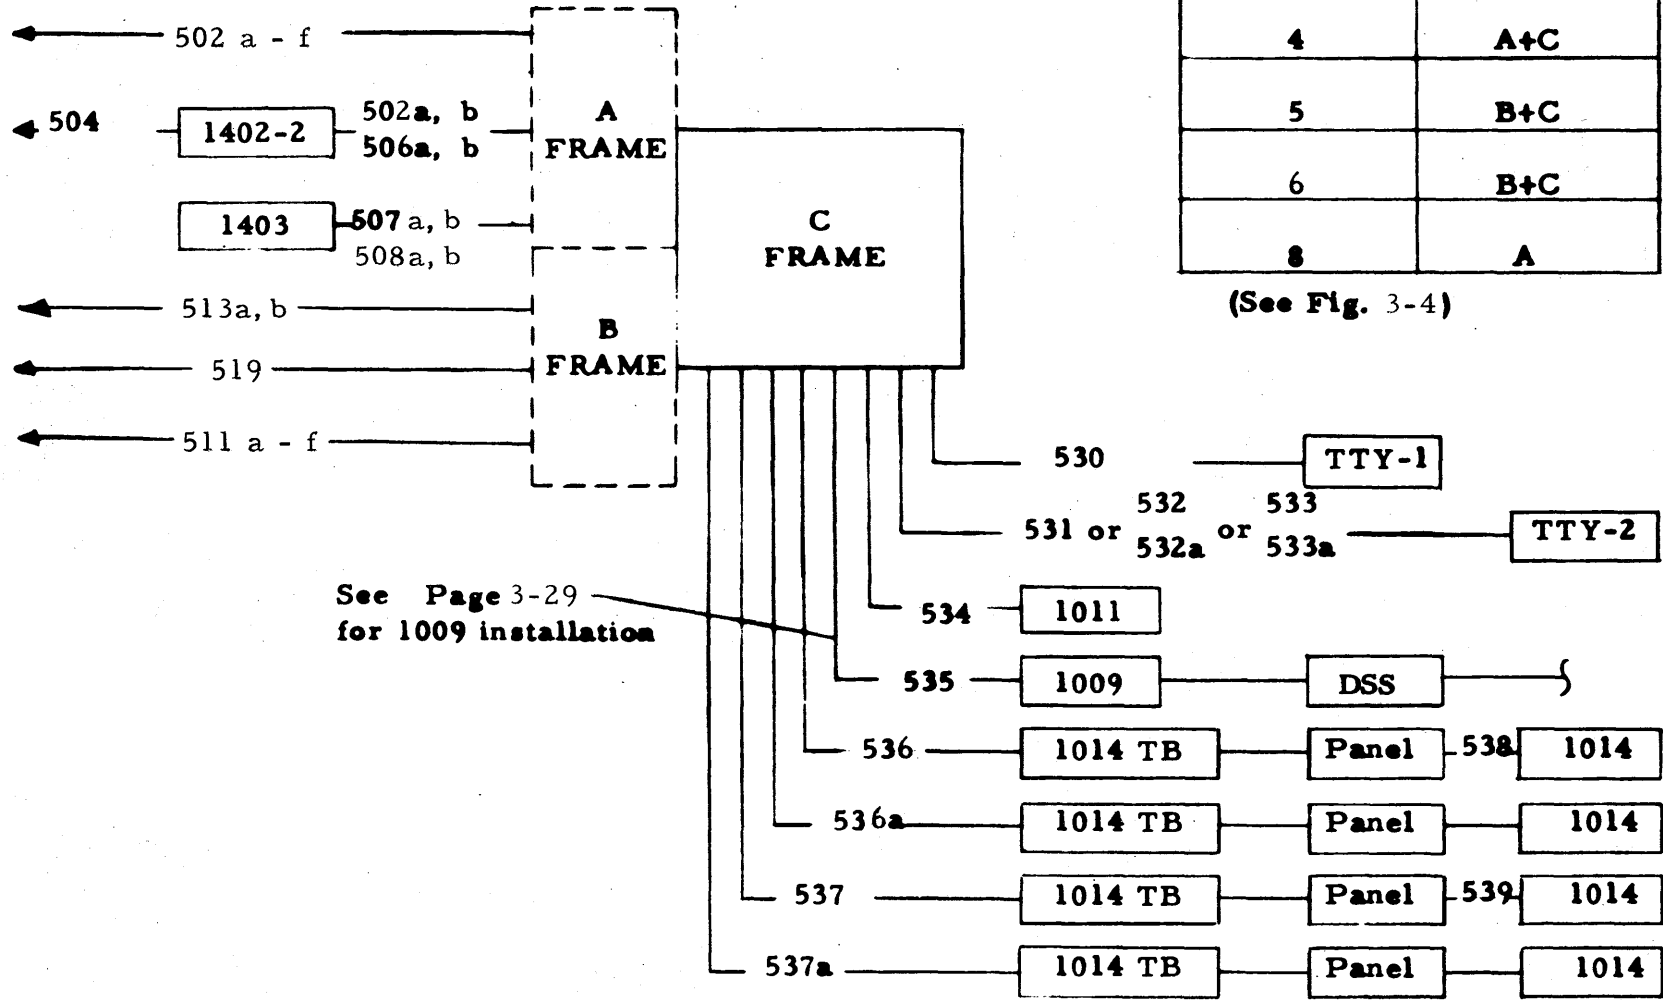 502 a - f
504
1402-2
502a, b
506a, b
A
FRAME
1403
507 a, b
508a, b
C
FRAME
513a, b
B
FRAME
519
511 a - f
4 A+C
5 B+C
6 B+C
8 A
(See Fig. 3-4)
530
TTY-1
531 or 532 or 533
532a 533a
TTY-2
See Page 3-29
for 1009 installation
534
1011
535
1009
DSS
536
1014 TB
Panel
538
1014
536a
1014 TB
Panel
1014
537
1014 TB
Panel
539
1014
537a
1014 TB
Panel
1014